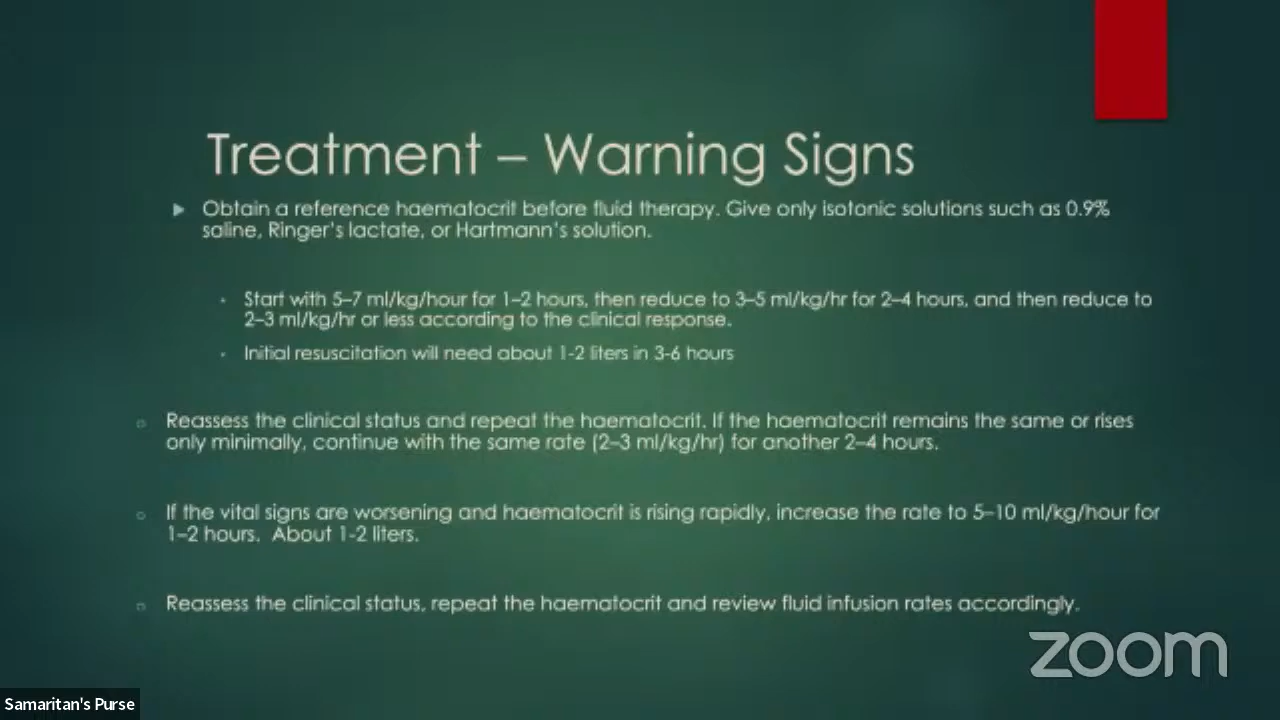 Treatment – Warning Signs
Obtain a reference haematocrit before fluid therapy. Give only isotonic solutions such as 0.9%
saline, Ringer's lactate, or Hartmann's solution.
Start with 5–7 ml/kg/hour for 1–2 hours, then reduce to 3–5 ml/kg/hr for 2–4 hours, and then reduce to
2–3 ml/kg/hr or less according to the clinical response.
Initial resuscitation will need about 1-2 liters in 3-6 hours
Reassess the clinical status and repeat the haematocrit. If the haematocrit remains the same or rises
only minimally, continue with the same rate (2–3 ml/kg/hr) for another 2–4 hours.
If the vital signs are worsening and haematocrit is rising rapidly, increase the rate to 5–10 ml/kg/hour for
1–2 hours.  About 1-2 liters.
Reassess the clinical status, repeat the haematocrit and review fluid infusion rates accordingly.
zoom
Samaritan's Purse